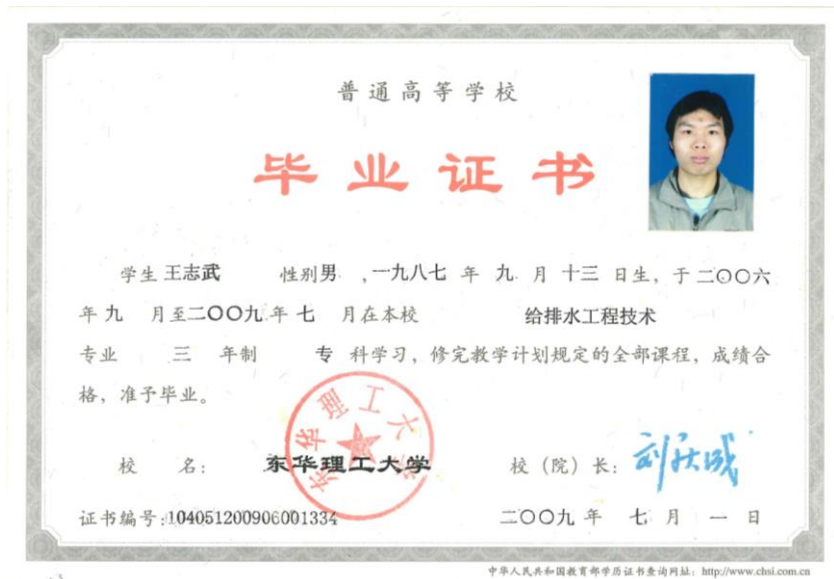 普通高等学校
毕业证书
学生 王志武 性别 男 ,一九八七 年 九 月 十三 日生，于 二〇〇六
年 九 月至 二〇〇九 年 七 月在本校 给排水工程技术
专业 三 年制 专 科学习，修完教学计划规定的全部课程，成绩合
格，准予毕业。
东华理工大学
校 名： 东华理工大学 校（院）长：
证书编号：104051200906001334 二〇〇九 年 七 月 一 日
中华人民共和国教育部学历证书查询网址：http://www.chsi.com.cn